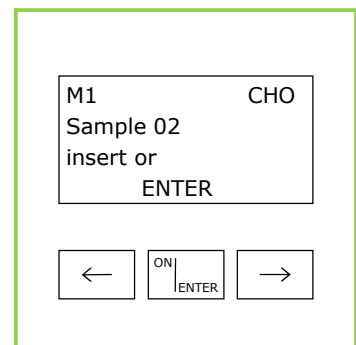 M1 CHO
Sample 02
insert or
ENTER
ON
ENTER